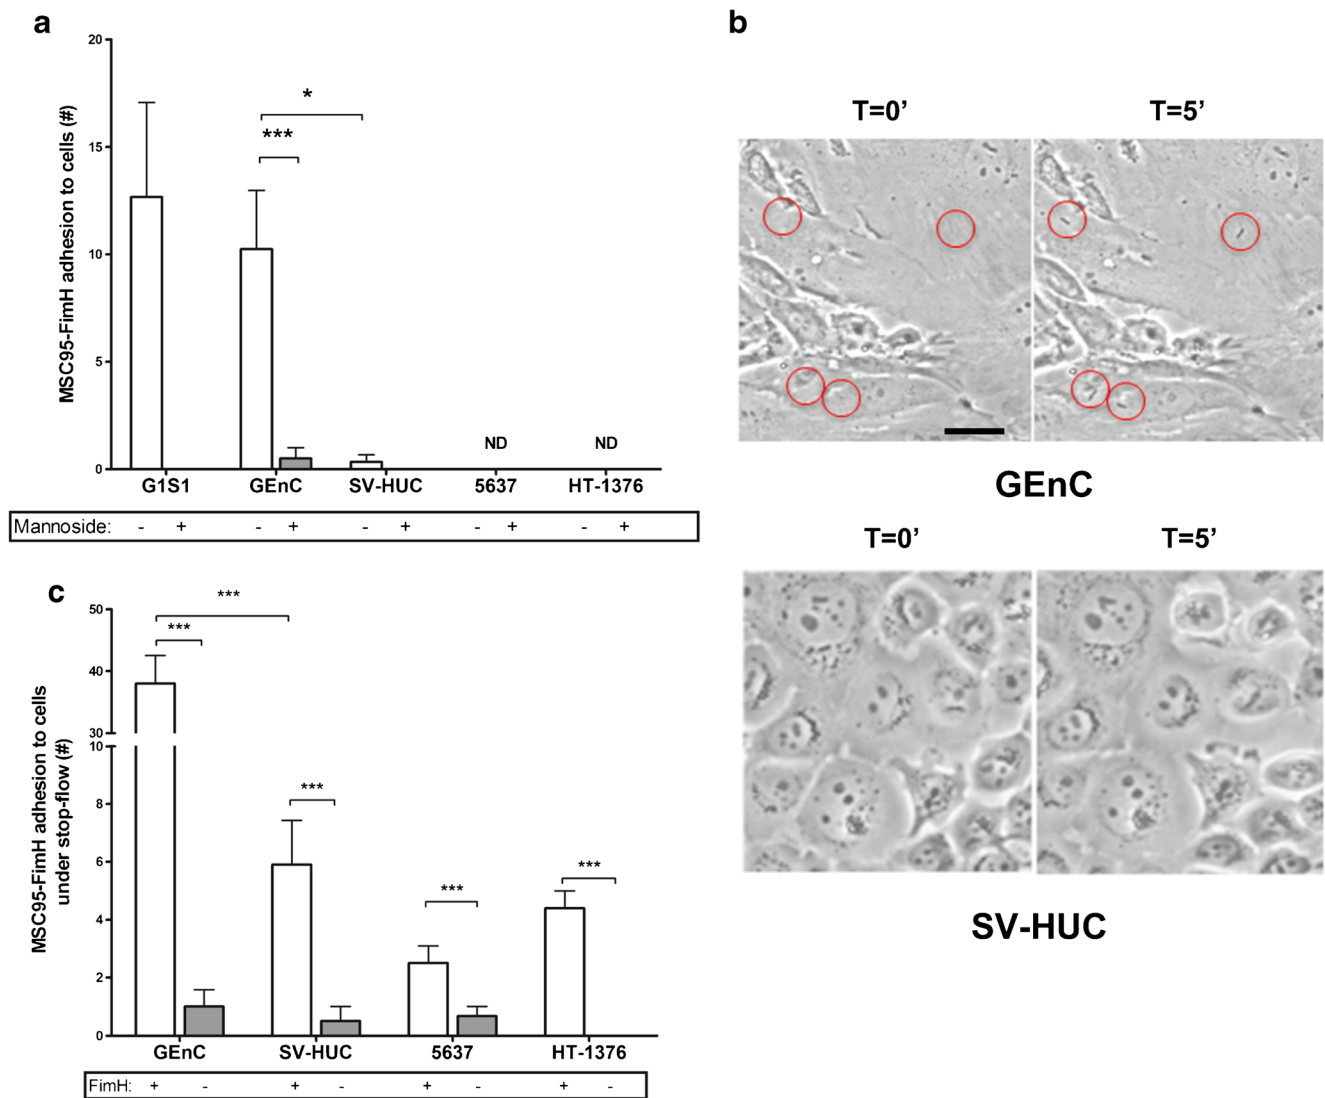 a
20
15
10
5
0
MSC95-FimH adhesion to cells (#)
*
***
ND ND
G1S1 GEnC SV-HUC 5637 HT-1376
Mannoside: - + - + - + - + - +
b
T=0’ T=5’
GEnC
T=0’ T=5’
SV-HUC
c
50
40
30
10
8
6
4
2
0
MSC95-FimH adhesion to cells
under stop-flow (#)
***
***
***
***
***
GEnC SV-HUC 5637 HT-1376
FimH: + - + - + - + -